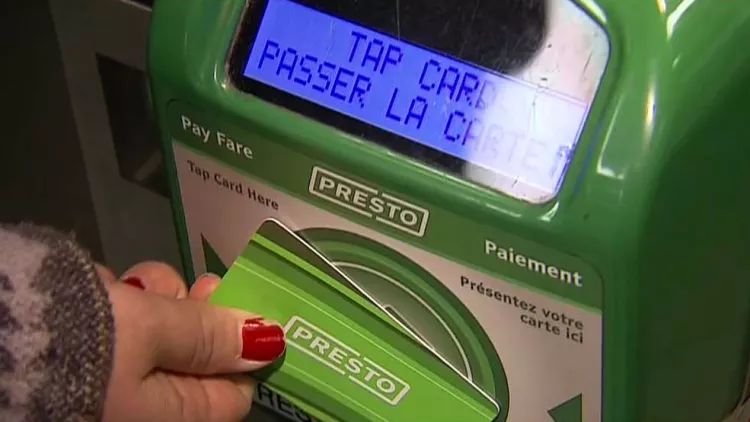 TAP CARD
PASSER LA CARTE
Pay Fare
Tap Card Here
PRESTO
Paiement
Présentez votre
carte ici
PRESTO